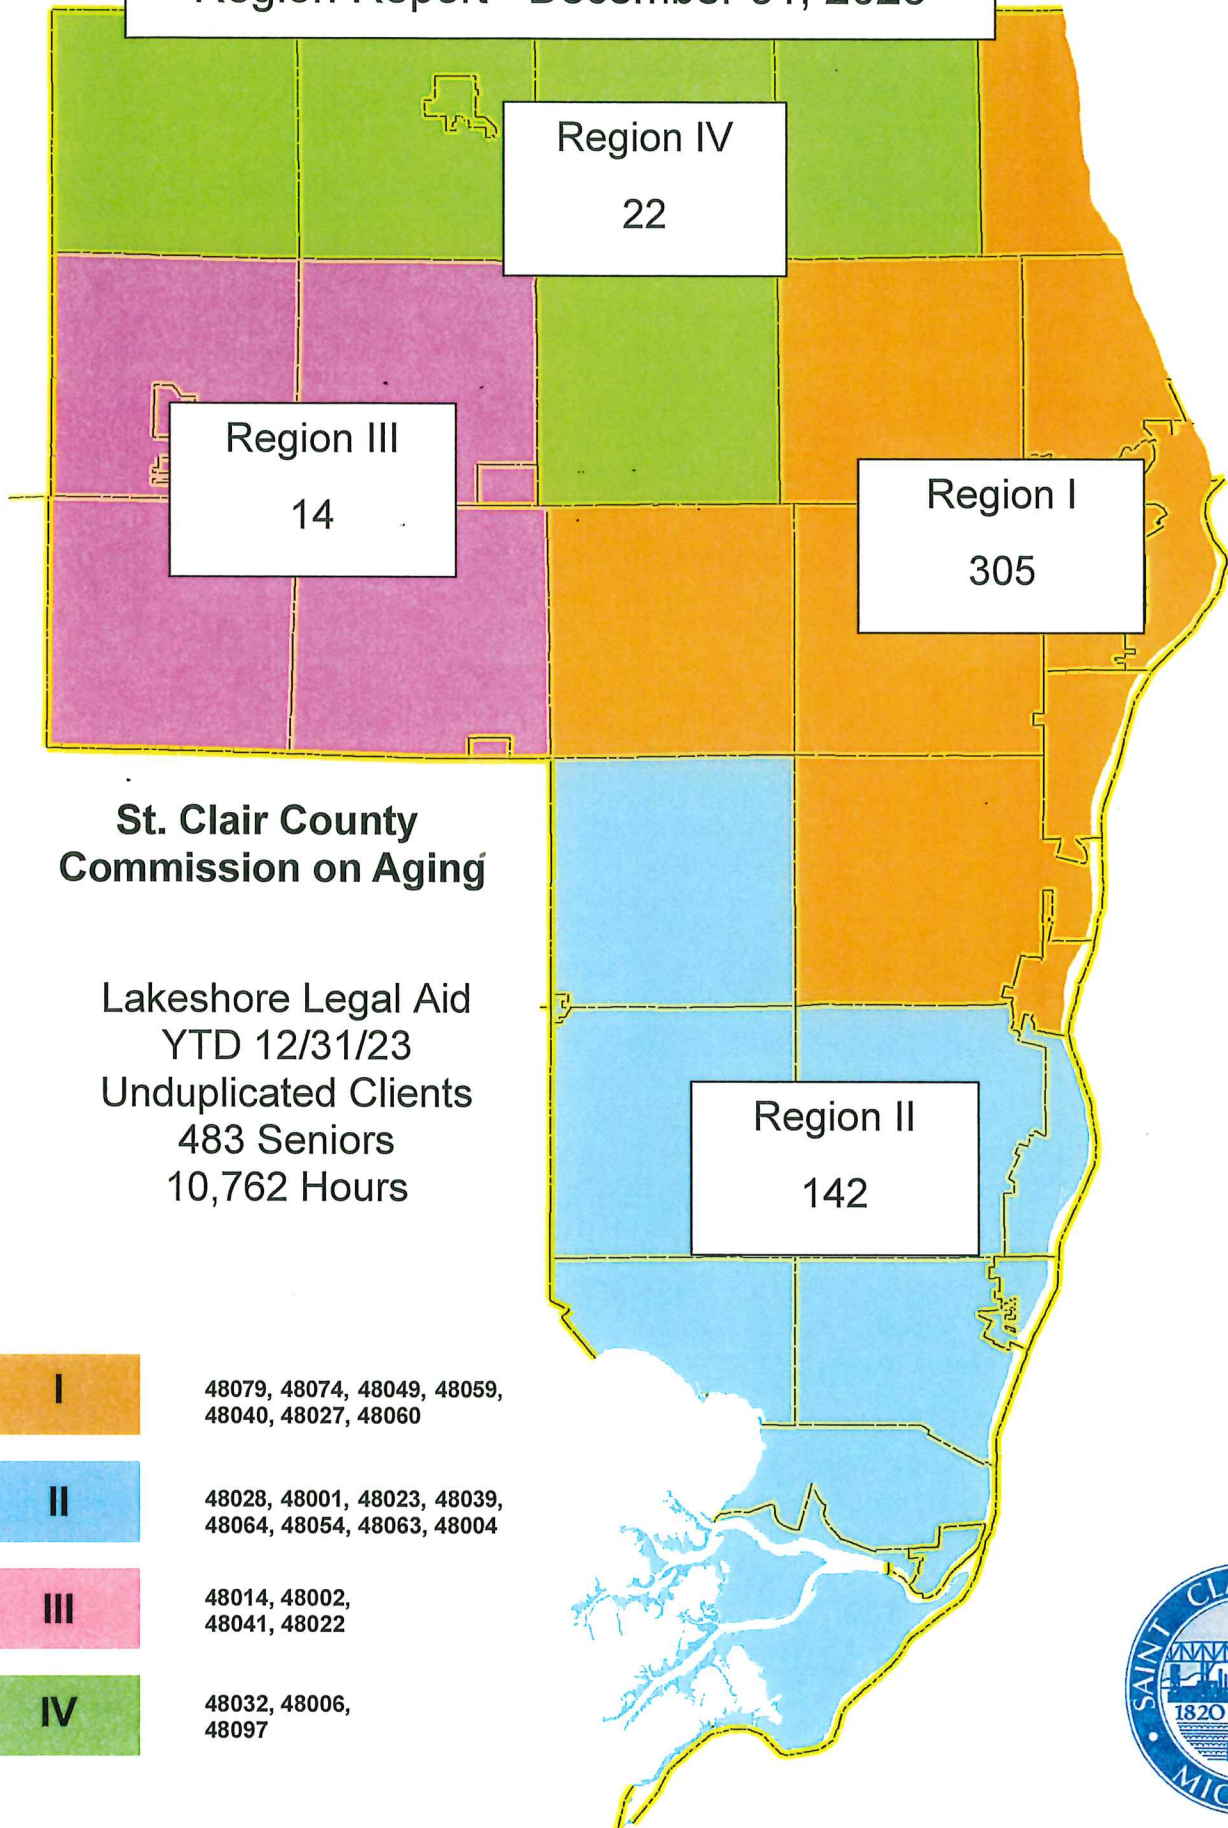 Region IV
22
Region III
14
Region I
305
St. Clair County
Commission on Aging
Lakeshore Legal Aid
YTD 12/31/23
Unduplicated Clients
483 Seniors
10,762 Hours
Region II
142
I
48079, 48074, 48049, 48059,
48040, 48027, 48060
II
48028, 48001, 48023, 48039,
48064, 48054, 48063, 48004
III
48014, 48002,
48041, 48022
IV
48032, 48006,
48097
SAINT
1820